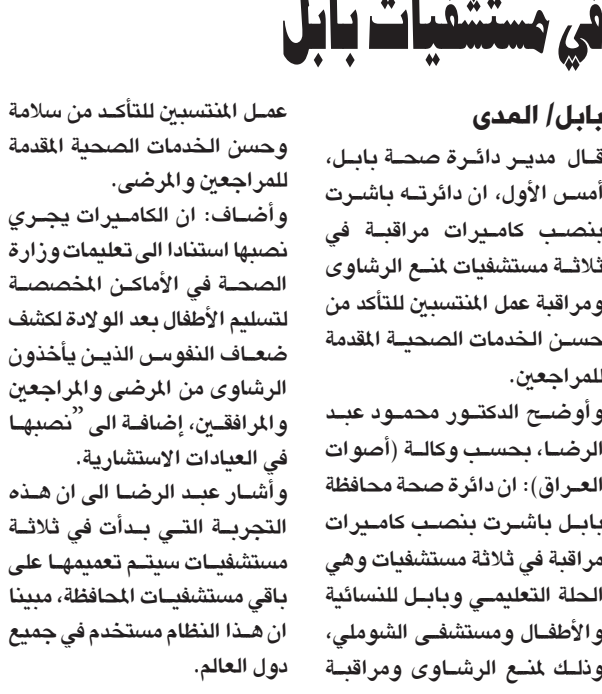 في مستشفيات بابل
بابل/ المدى
قال مدير دائرة صحة بابل،
أمس الأول، ان دائرته باشرت
بنصب كاميرات مراقبة في
ثلاثة مستشفيات لمنع الرشاوى
ومراقبة عمل المنتسبين للتأكد من
حسن الخدمات الصحية المقدمة
للمراجعين.
وأوضح الدكتور محمود عبد
الرضا، بحسب وكالة (أصوات
العراق): ان دائرة صحة محافظة
بابل باشرت بنصب كاميرات
مراقبة في ثلاثة مستشفيات وهي
الحلة التعليمي وبابل للنسائية
والأطفال ومستشفى الشوملي،
وذلك لمنع الرشاوى ومراقبة
عمل المنتسبين للتأكد من سلامة
وحسن الخدمات الصحية المقدمة
للمراجعين والمرضى.
وأضاف: ان الكاميرات يجري
نصبها استنادا الى تعليمات وزارة
الصحة في الأماكن المخصصة
لتسليم الأطفال بعد الولادة لكشف
ضعاف النفوس الذين يأخذون
الرشاوى من المرضى والمراجعين
والمرافقين، إضافة الى ”نصبها
في العيادات الاستشارية.
وأشار عبد الرضا الى ان هذه
التجربة التي بدأت في ثلاثة
مستشفيات سيتم تعميمها على
باقي مستشفيات المحافظة، مبينا
ان هذا النظام مستخدم في جميع
دول العالم.